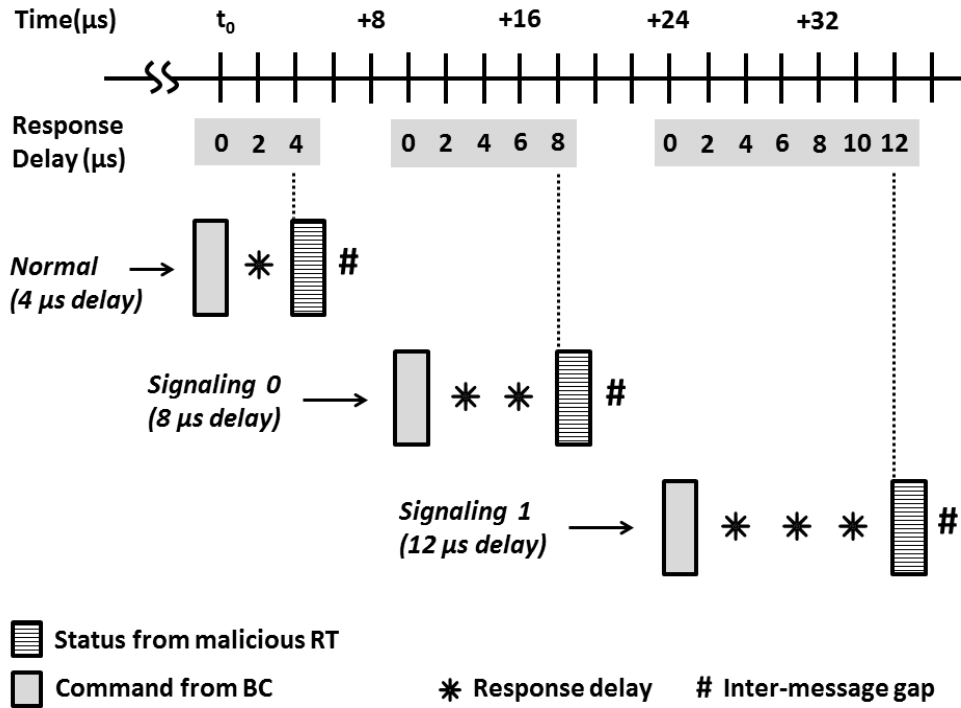 Time(µs) t0 +8 +16 +24 +32
Response
Delay (µs)
0 2 4 0 2 4 6 8 0 2 4 6 8 10 12
Normal
(4 µs delay)
#
Signaling 0
(8 µs delay)
#
Signaling 1
(12 µs delay)
#
Status from malicious RT
Command from BC
Response delay
# Inter-message gap